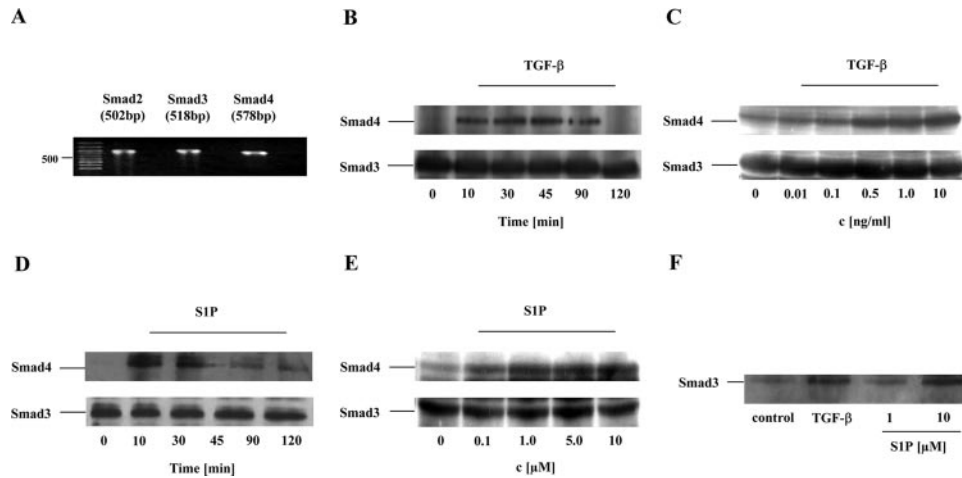 A
Smad2 Smad3 Smad4
(502bp) (518bp) (578bp)
500
B
TGF-β
Smad4
Smad3
0 10 30 45 90 120
Time [min]
C
TGF-β
Smad4
Smad3
0 0.01 0.1 0.5 1.0 10
c [ng/ml]
D
S1P
Smad4
Smad3
0 10 30 45 90 120
Time [min]
E
S1P
Smad4
Smad3
0 0.1 1.0 5.0 10
c [µM]
F
Smad3
control TGF-β 1 10
S1P [µM]